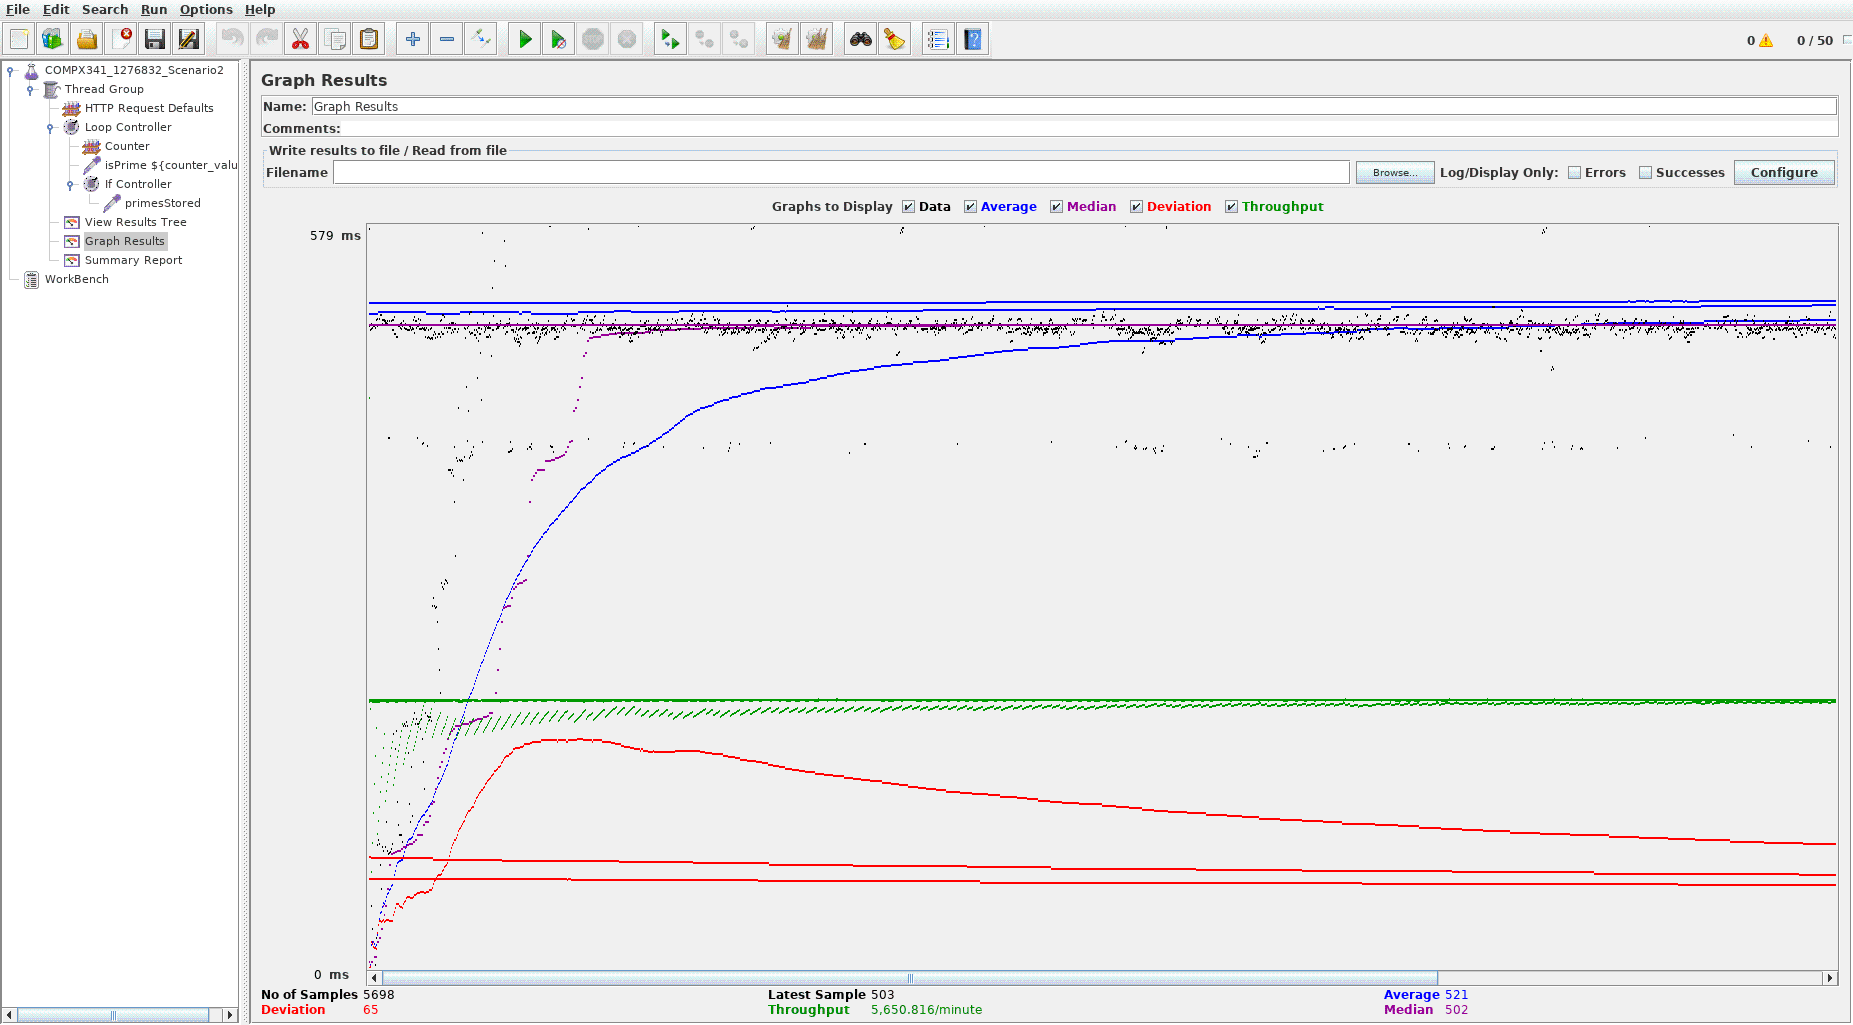 File Edit Search Run Options Help
0 0 / 50
COMPX341_1276832_Scenario2
Thread Group
HTTP Request Defaults
Loop Controller
Counter
isPrime ${counter_valu
If Controller
primesStored
View Results Tree
Graph Results
Summary Report
WorkBench
Graph Results
Name: Graph Results
Comments:
Write results to file / Read from file
Filename Browse... Log/Display Only: Errors Successes Configure
Graphs to Display Data Average Median Deviation Throughput
579 ms
0 ms
No of Samples 5698 Latest Sample 503 Average 521
Deviation 65 Throughput 5,650.816/minute Median 502